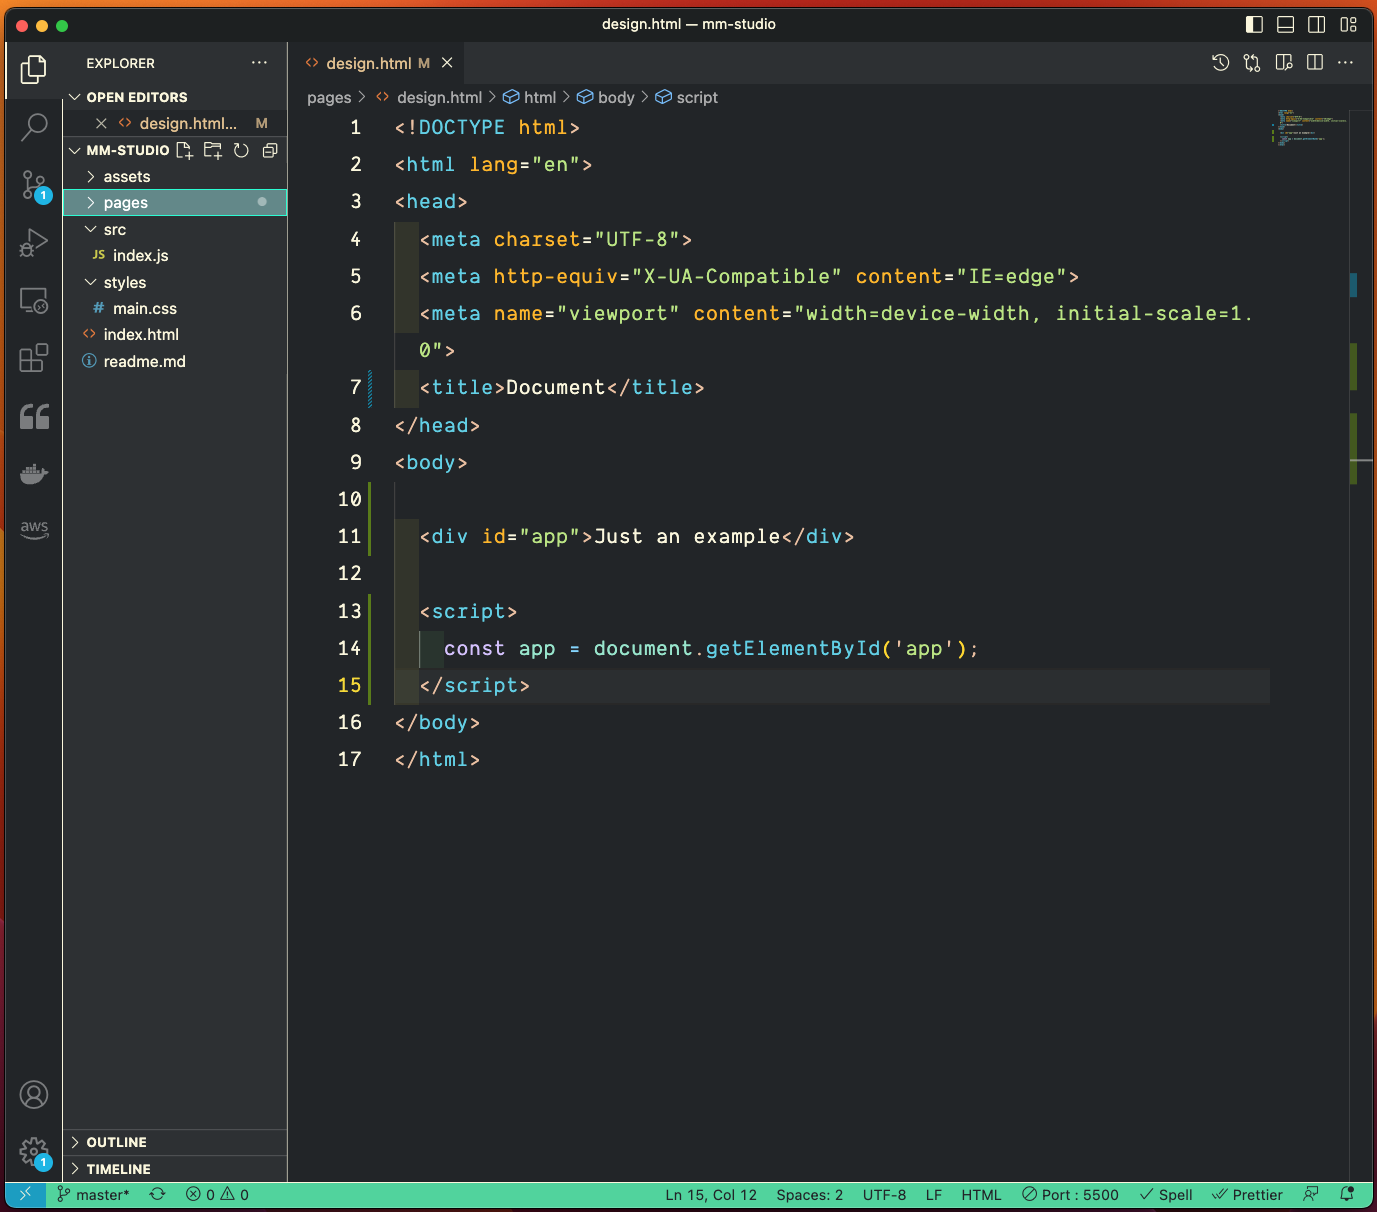 design.html — mm-studio
EXPLORER
design.html M
OPEN EDITORS
design.html... M
MM-STUDIO
assets
pages
src
JS index.js
styles
# main.css
index.html
readme.md
OUTLINE
TIMELINE
aws
1
1
pages > design.html > html > body > script
1 <!DOCTYPE html>
2 <html lang="en">
3 <head>
4 <meta charset="UTF-8">
5 <meta http-equiv="X-UA-Compatible" content="IE=edge">
6 <meta name="viewport" content="width=device-width, initial-scale=1.
0">
7 <title>Document</title>
8 </head>
9 <body>
10
11 <div id="app">Just an example</div>
12
13 <script>
14 const app = document.getElementById('app');
15 </script>
16 </body>
17 </html>
master* 0 0 Ln 15, Col 12 Spaces: 2 UTF-8 LF HTML Port : 5500 Spell Prettier